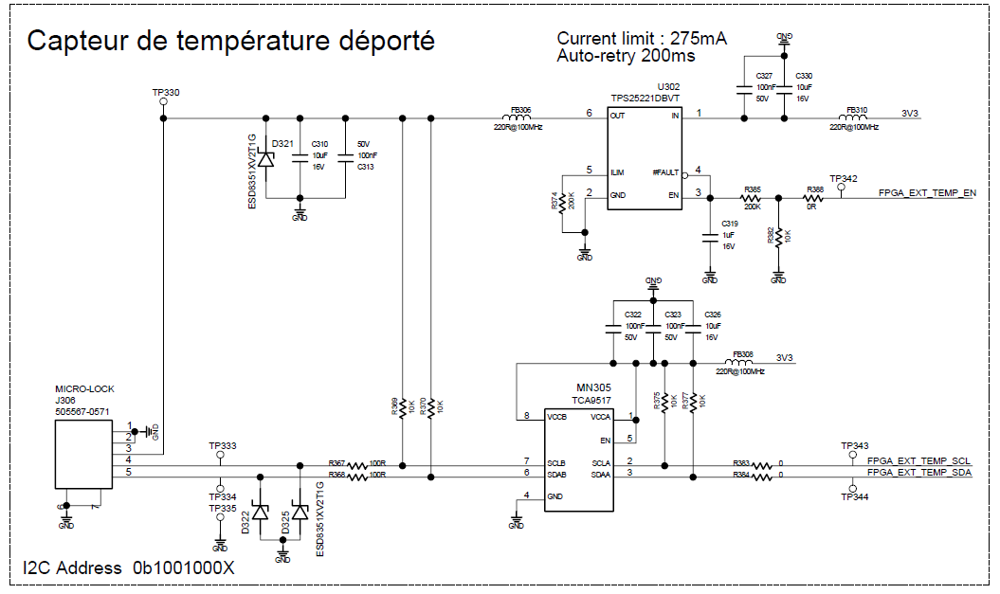 Capteur de température déporté
Current limit : 275mA
Auto-retry 200ms
GND
C327
100nF
50V
C330
10uF
16V
TP330
U302
TPS25221DBVT
FB306
220R@100MHz
6 OUT IN 1
FB310
220R@100MHz
3V3
D321
ESD8351XV2T1G
C310
10uF
16V
50V
100nF
C313
GND
5 ILIM #FAULT 4
2 GND EN 3
R374
200K
GND
R385
200K
R388
0R
TP342
FPGA_EXT_TEMP_EN
C319
1uF
16V
GND
R382
10K
GND
GND
C322
100nF
50V
C323
100nF
50V
C326
10uF
16V
FB308
220R@100MHz
3V3
MICRO-LOCK
J306
505567-0571
1
2
3
4
5
6
7
GND
GND
R369
10K
R370
10K
MN305
TCA9517
8 VCCB VCCA 1
EN 5
7 SCLB SCLA 2
6 SDAB SDAA 3
4 GND
GND
R375
10K
R377
10K
TP333
R367 100R
R368 100R
R383 0
R384 0
TP343
FPGA_EXT_TEMP_SCL
FPGA_EXT_TEMP_SDA
TP344
TP334
TP335
GND
D322
D325
ESD8351XV2T1G
GND
I2C Address 0b1001000X